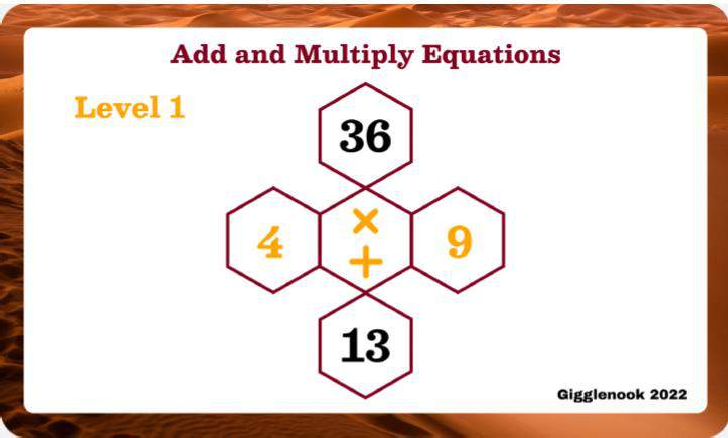 Add and Multiply Equations
Level 1
36
×
4 9
+
13
Gigglenook 2022